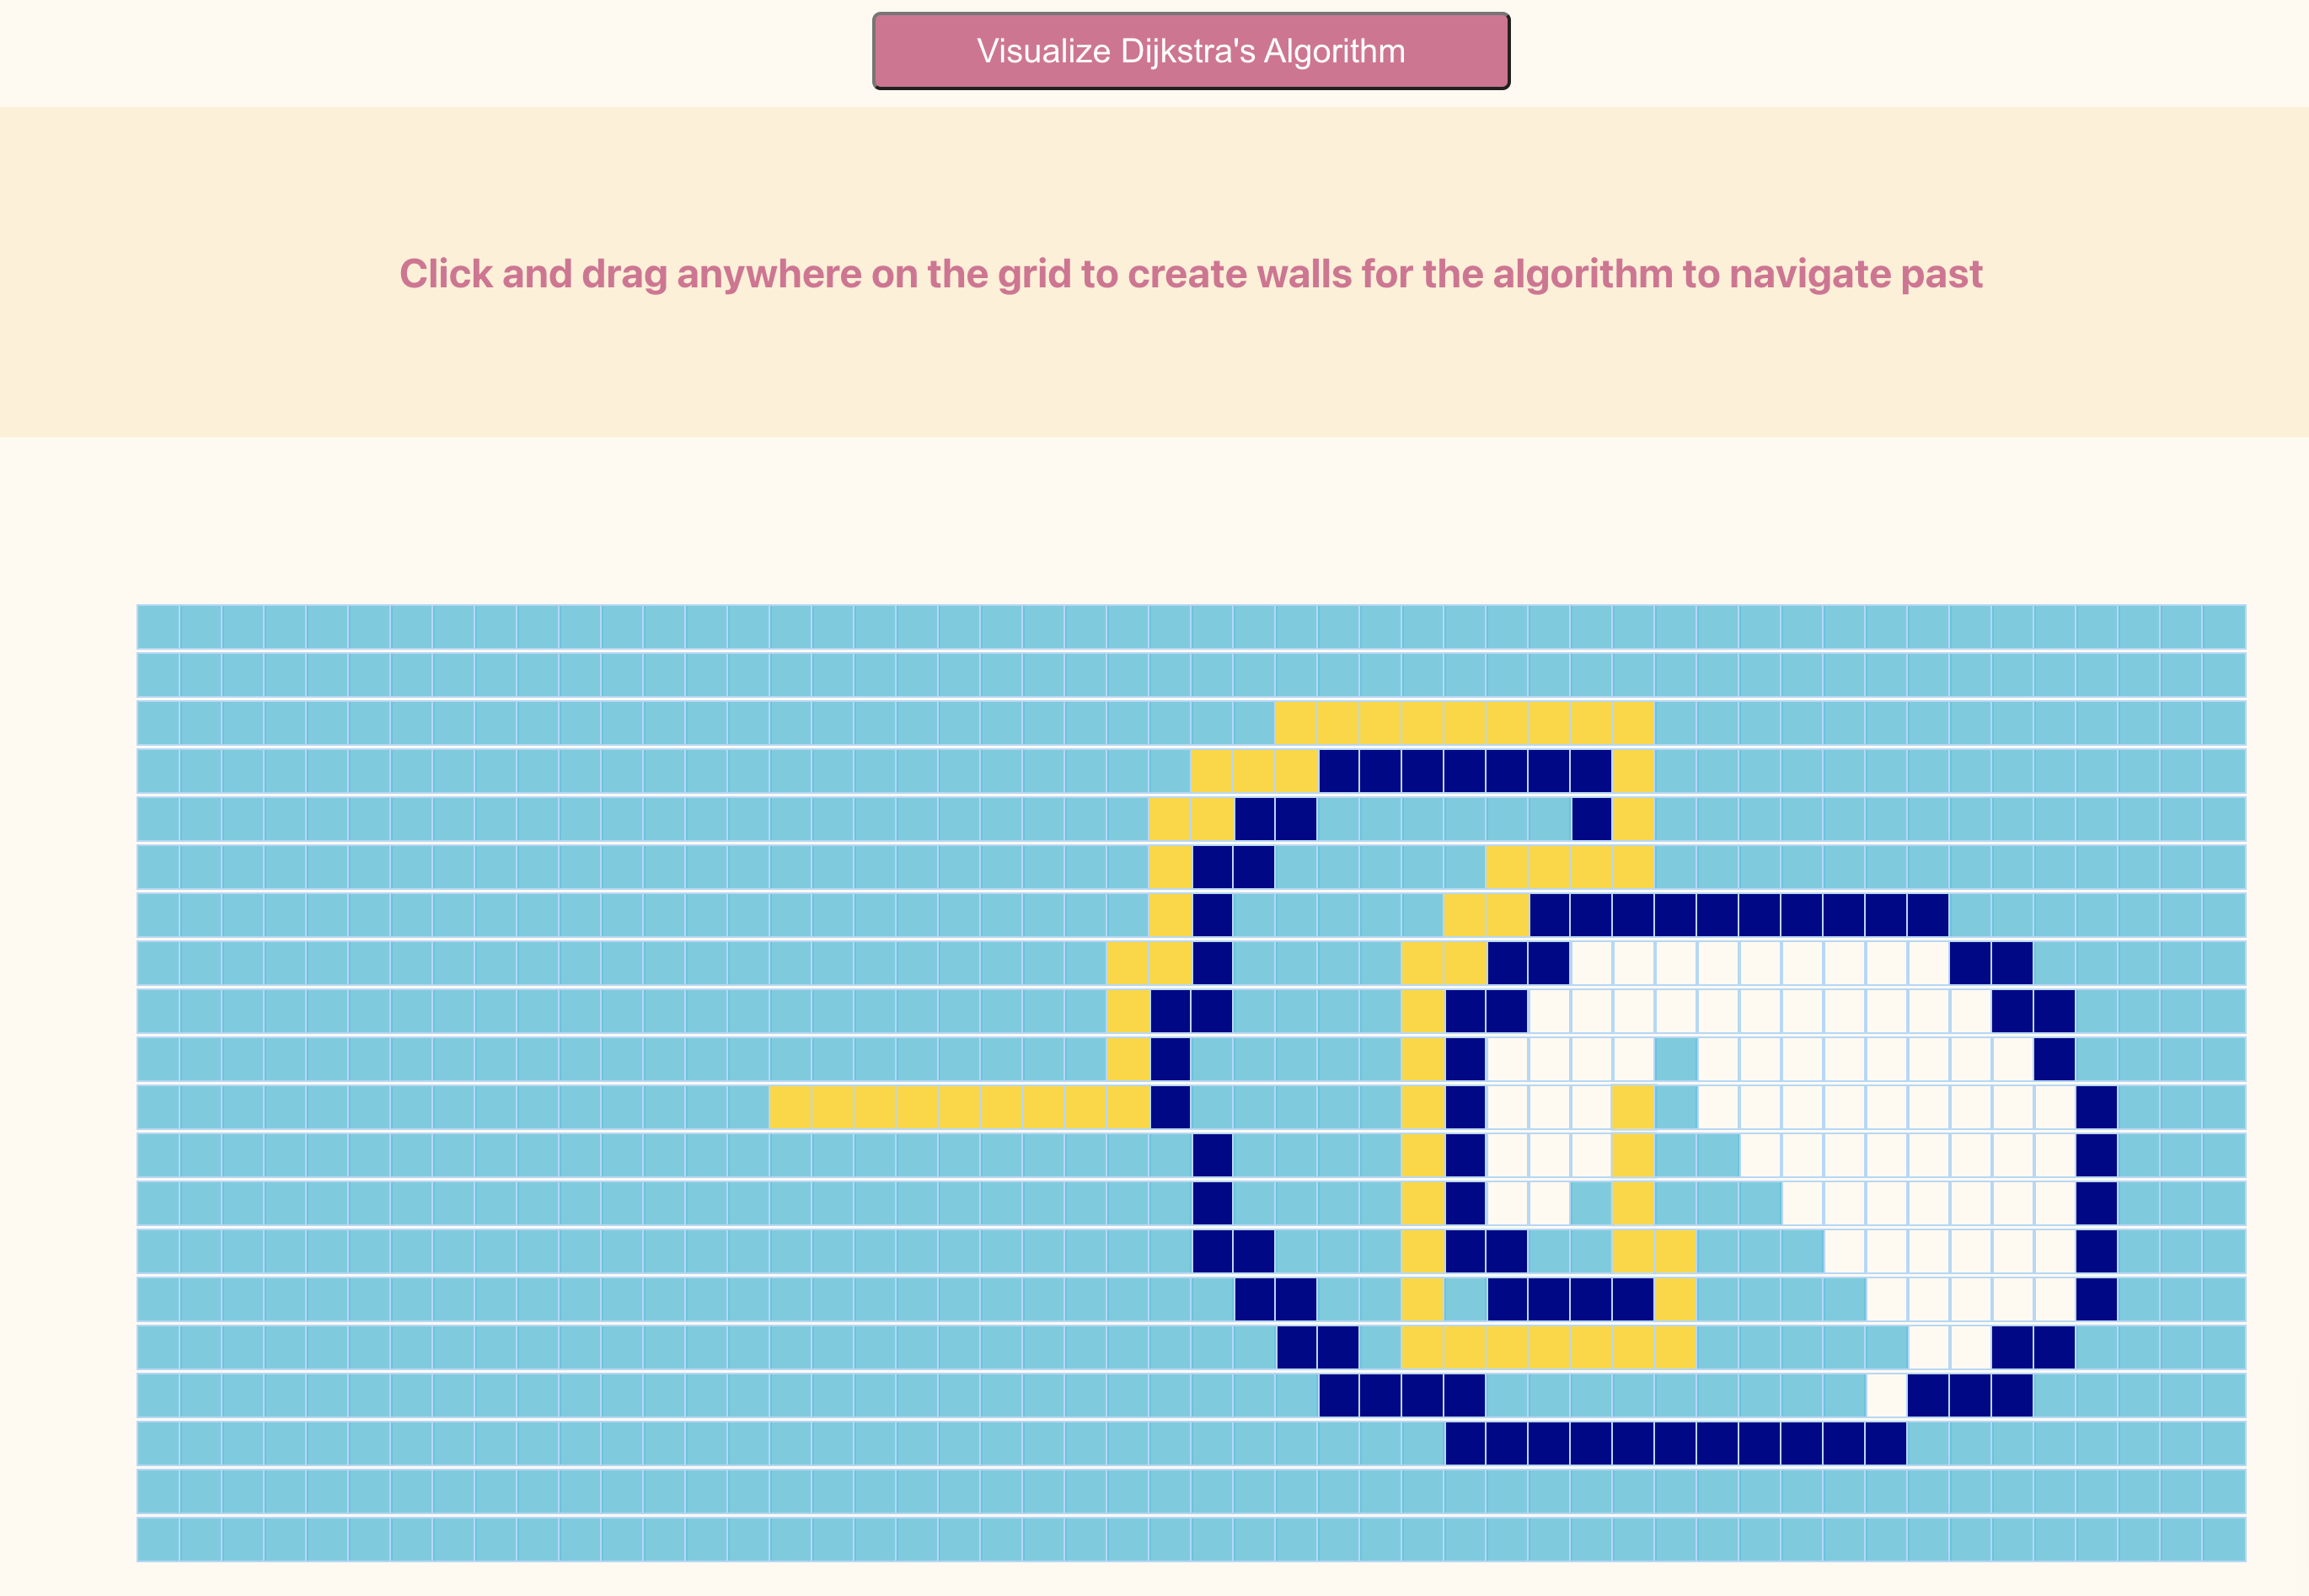 Visualize Dijkstra's Algorithm
Click and drag anywhere on the grid to create walls for the algorithm to navigate past